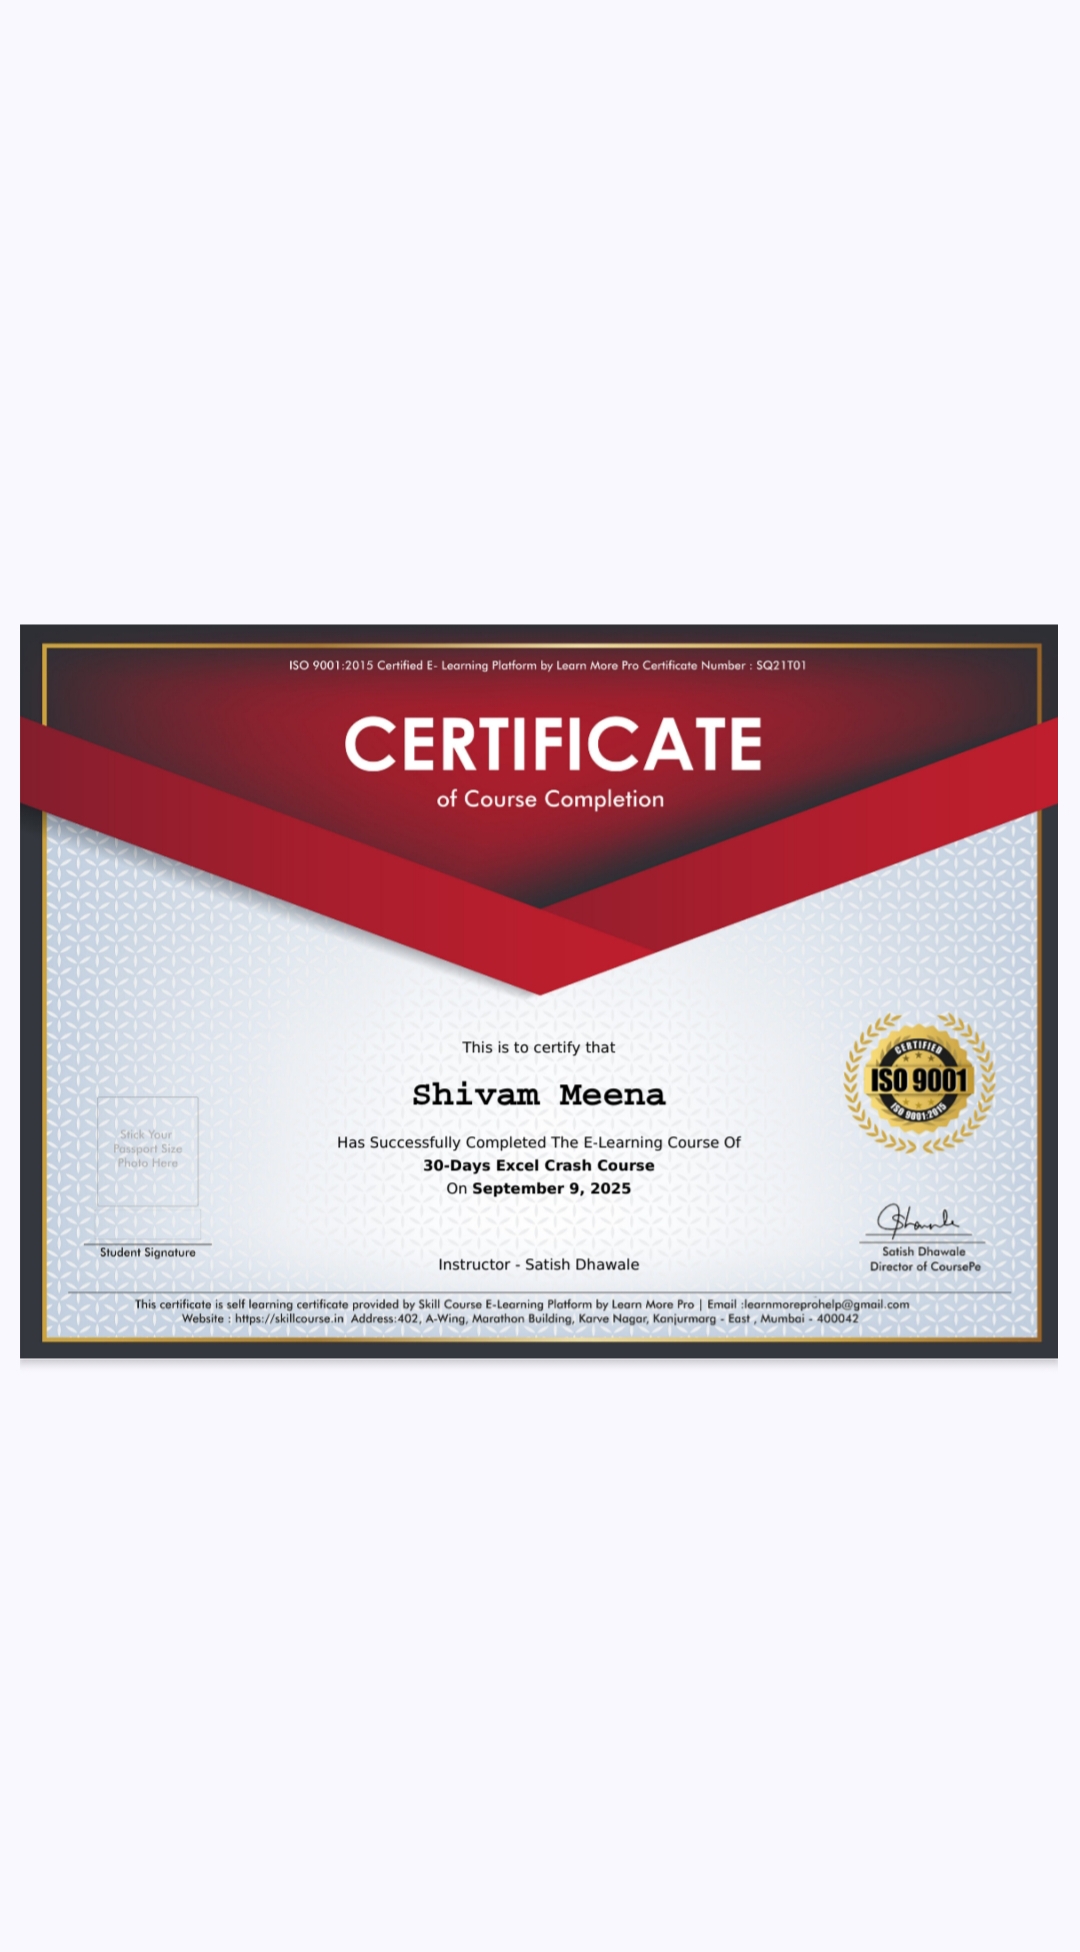 ISO 9001:2015 Certified E- Learning Platform by Learn More Pro Certificate Number : SQ21T01
CERTIFICATE
of Course Completion
This is to certify that
Shivam Meena
Has Successfully Completed The E-Learning Course Of
30-Days Excel Crash Course
On September 9, 2025
Instructor - Satish Dhawale
Stick Your
Passport Size
Photo Here
Student Signature
CERTIFIED
ISO 9001
ISO 9001:2015
Satish Dhawale
Director of CoursePe
This certificate is self learning certificate provided by Skill Course E-Learning Platform by Learn More Pro | Email :learnmoreprohelp@gmail.com
Website : https://skillcourse.in Address:402, A-Wing, Marathon Building, Karve Nagar, Kanjurmarg - East , Mumbai - 400042